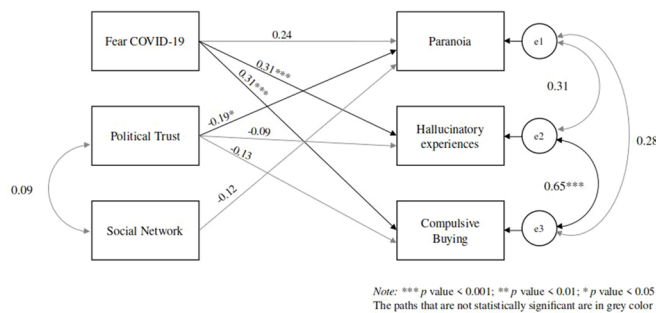 Fear COVID-19
0.24
Paranoia
e1
0.31***
0.31***
0.31
-0.19*
Political Trust
-0.09
Hallucinatory
experiences
e2
0.28
-0.13
0.09
0.65***
-0.12
Social Network
Compulsive
Buying
e3
Note: *** p value < 0.001; ** p value < 0.01; * p value < 0.05
The paths that are not statistically significant are in grey color